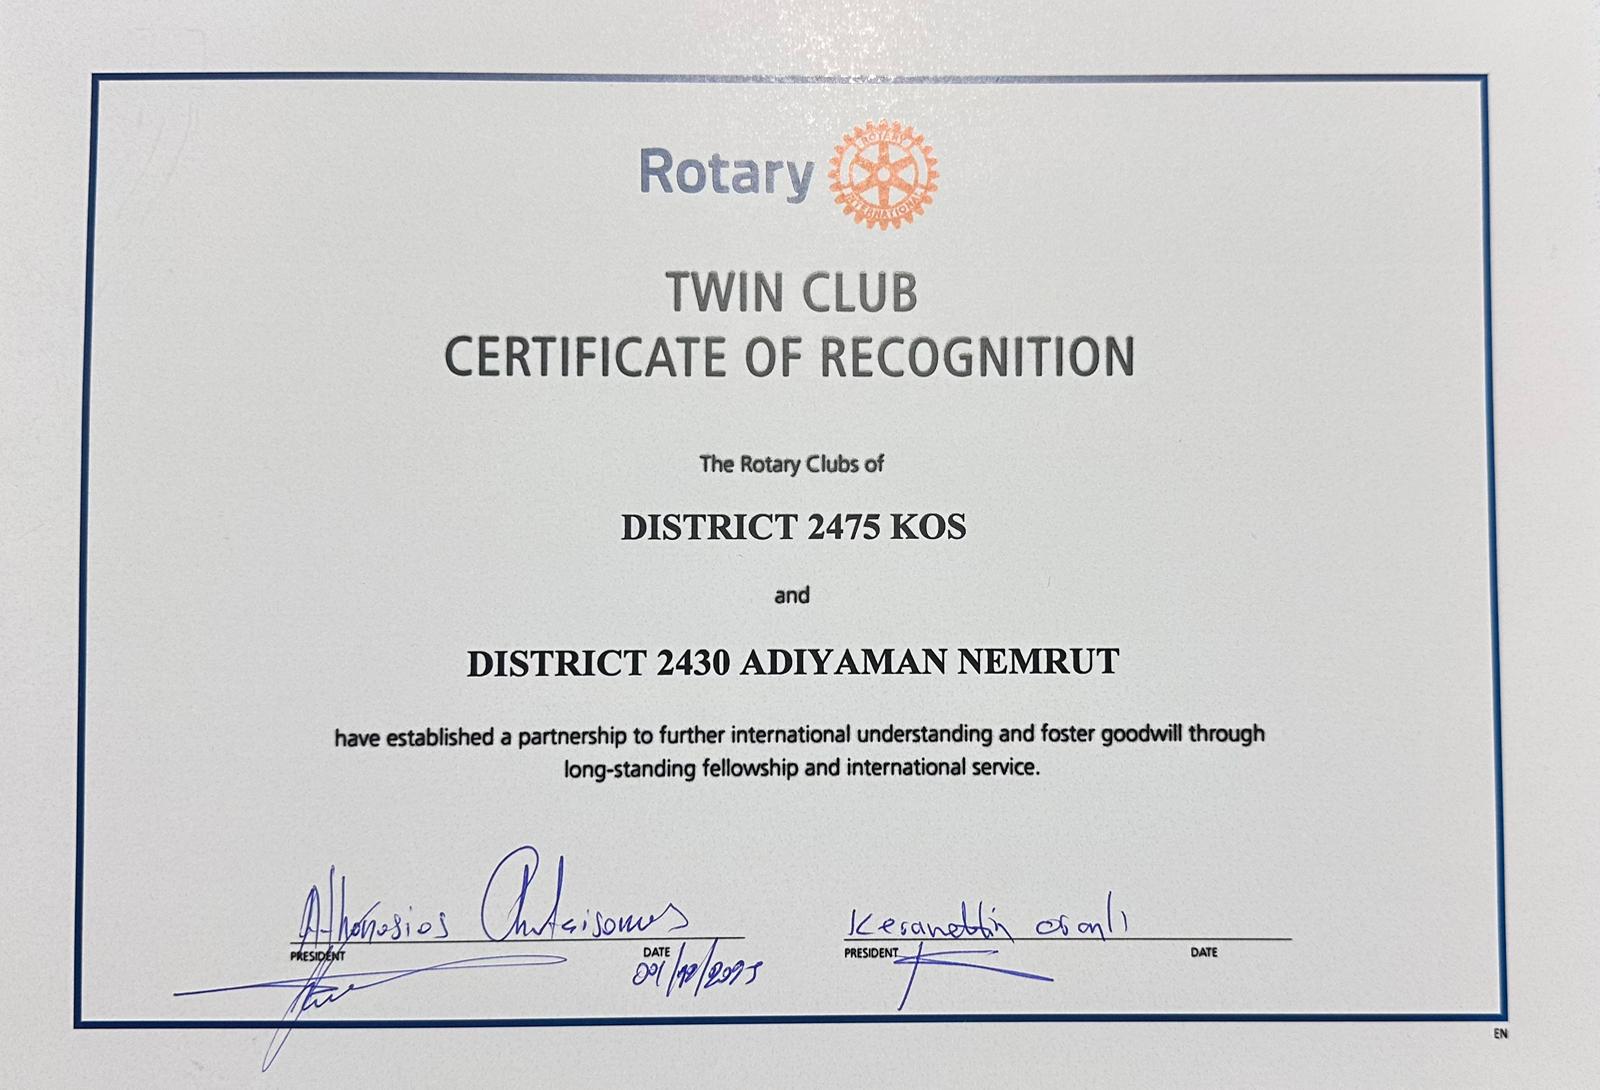 Rotary
ROTARY
INTERNATIONAL
TWIN CLUB
CERTIFICATE OF RECOGNITION
The Rotary Clubs of
DISTRICT 2475 KOS
and
DISTRICT 2430 ADIYAMAN NEMRUT
have established a partnership to further international understanding and foster goodwill through
long-standing fellowship and international service.
Athanasios
PRESIDENT DATE
PRESIDENT DATE
EN